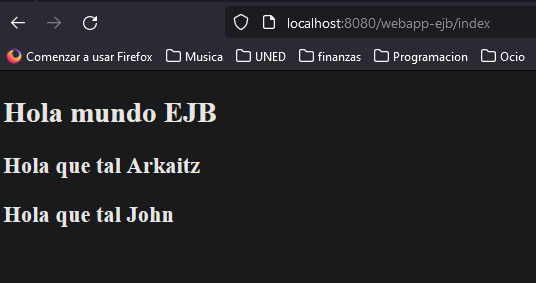 localhost:8080/webapp-ejb/index
Comenzar a usar Firefox Musica UNED finanzas Programacion Ocio
Hola mundo EJB
Hola que tal Arkaitz
Hola que tal John